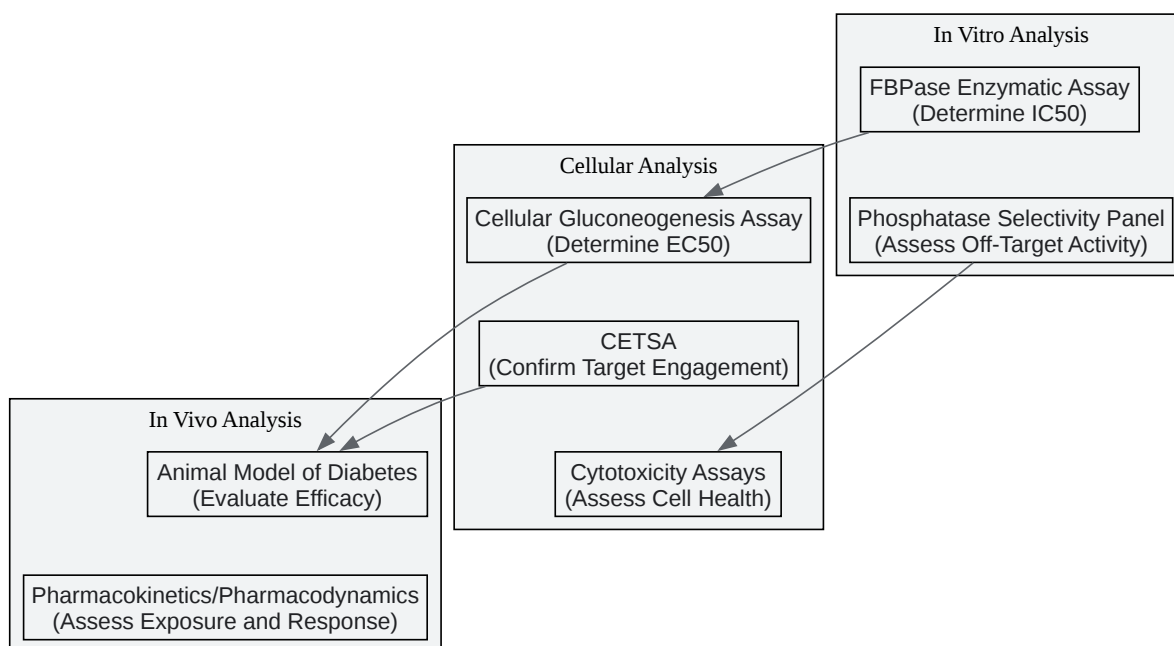 In Vitro Analysis
FBPase Enzymatic Assay
(Determine IC50)
Phosphatase Selectivity Panel
(Assess Off-Target Activity)
Cellular Analysis
Cellular Gluconeogenesis Assay
(Determine EC50)
CETSA
(Confirm Target Engagement)
Cytotoxicity Assays
(Assess Cell Health)
In Vivo Analysis
Animal Model of Diabetes
(Evaluate Efficacy)
Pharmacokinetics/Pharmacodynamics
(Assess Exposure and Response)